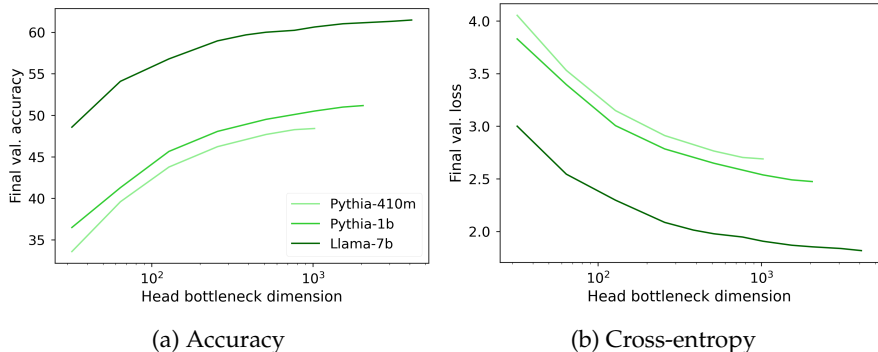 60
55
50
45
40
35
Final val. accuracy
10²
10³
Head bottleneck dimension
Pythia-410m
Pythia-1b
Llama-7b
(a) Accuracy
4.0
3.5
3.0
2.5
2.0
Final val. loss
10²
10³
Head bottleneck dimension
(b) Cross-entropy